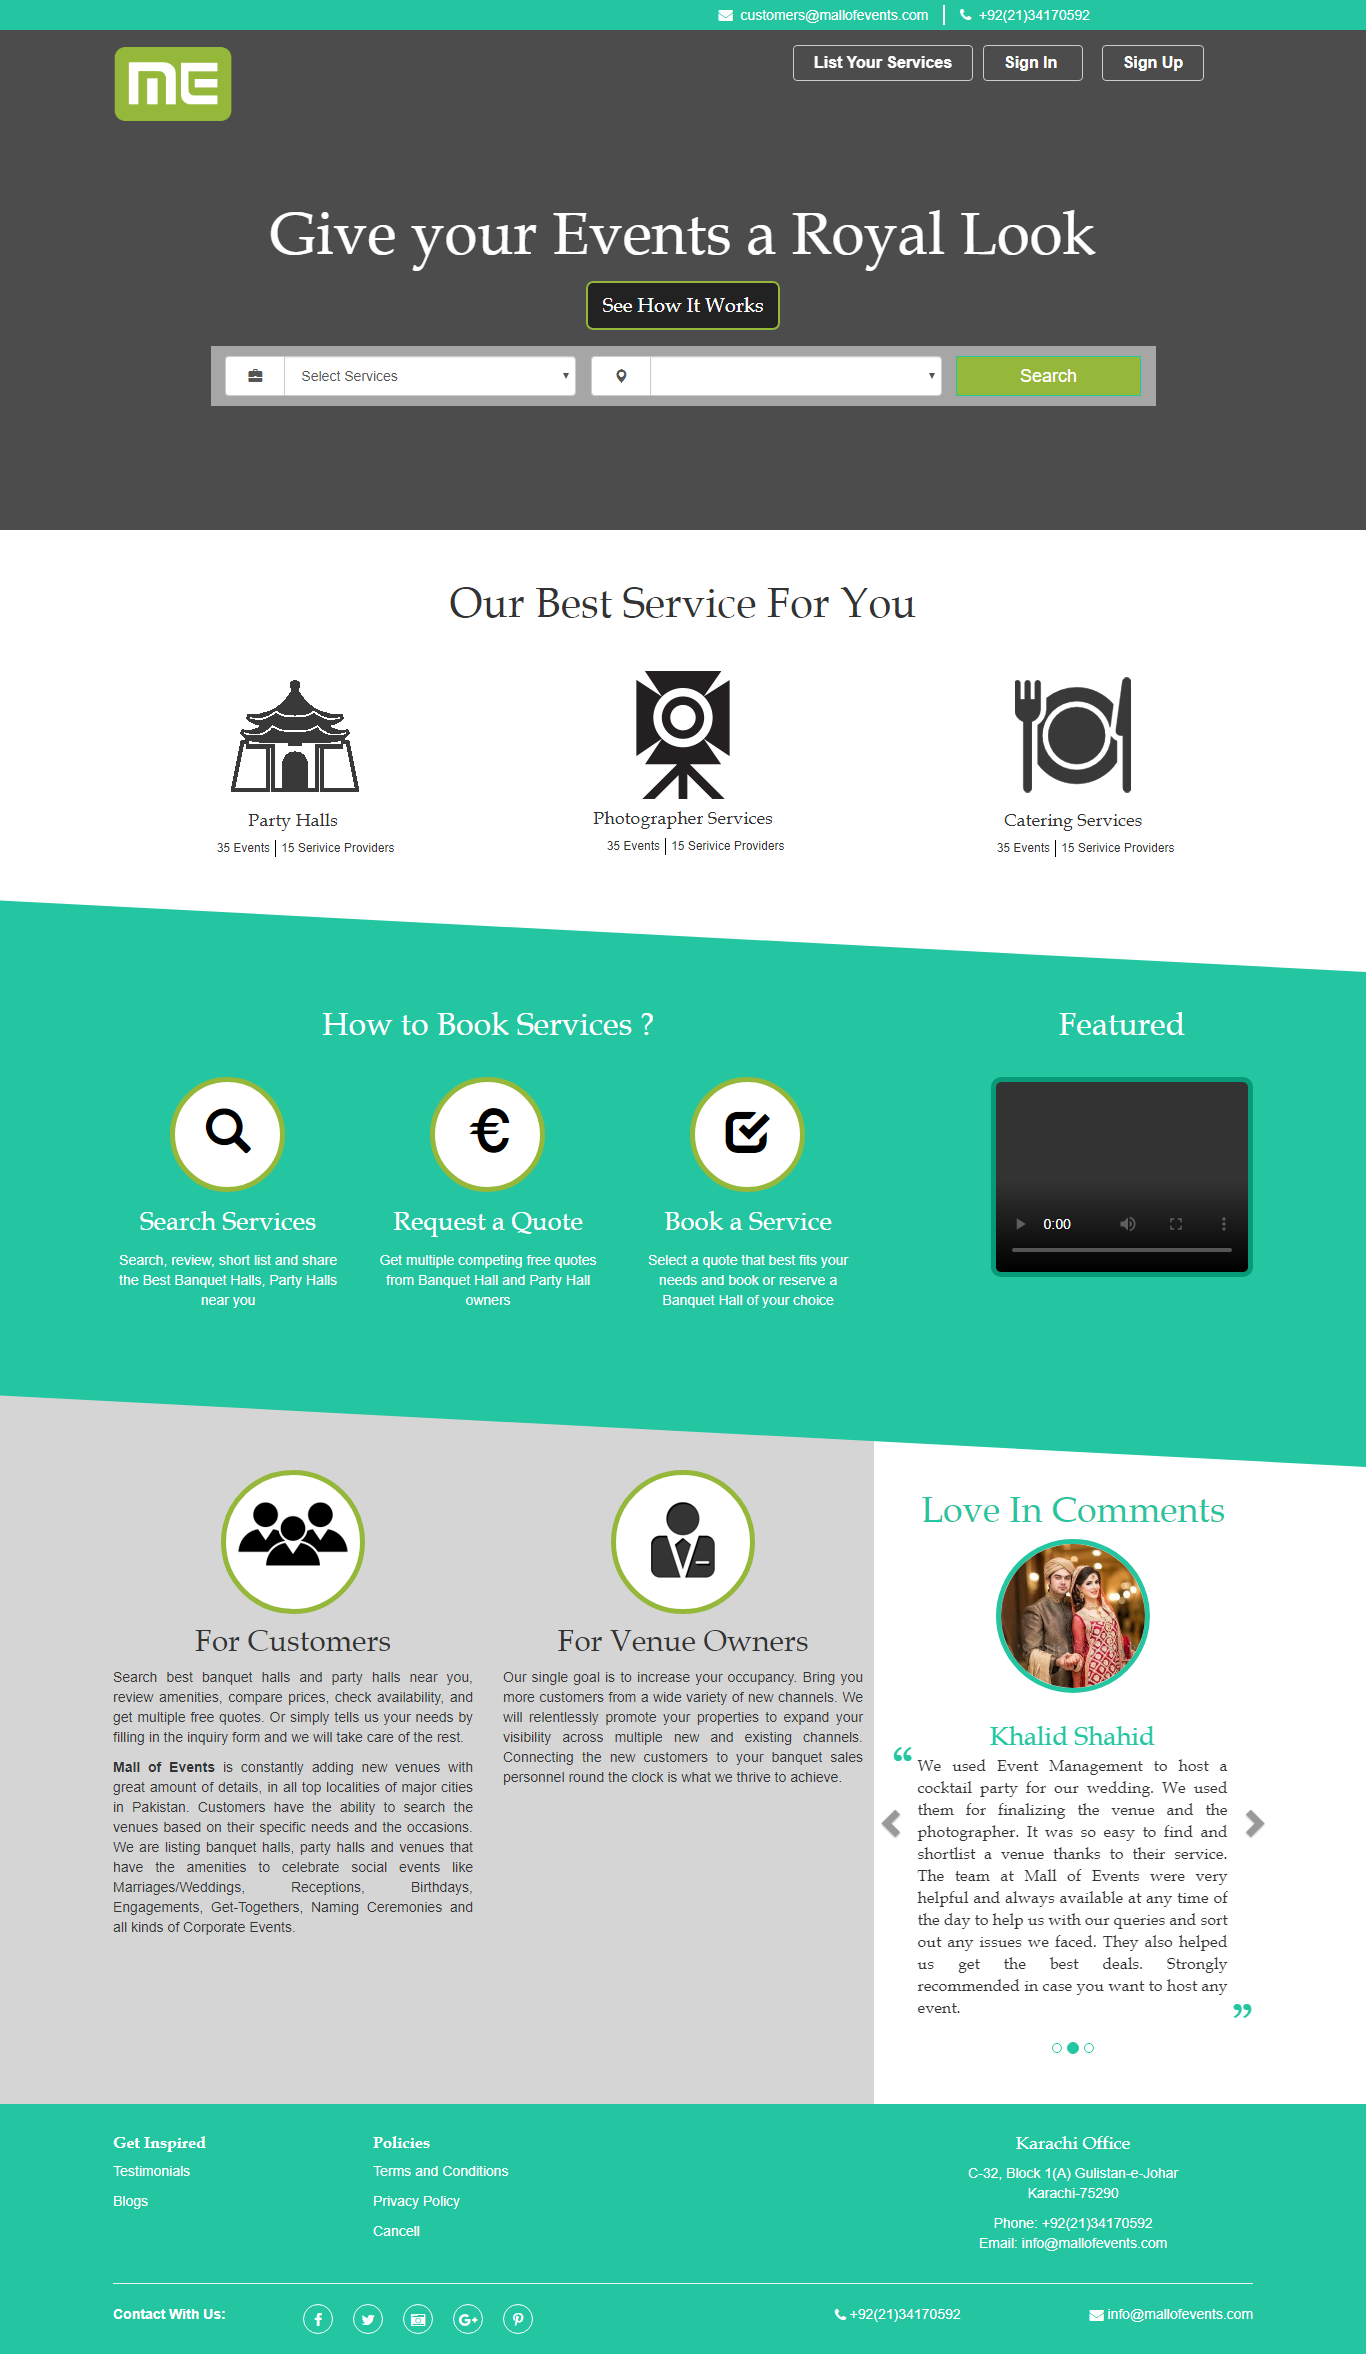 customers@mallofevents.com
+92(21)34170592
ME
List Your Services
Sign In
Sign Up
Give your Events a Royal Look
See How It Works
Select Services
Search
Our Best Service For You
Party Halls
35 Events
15 Serivice Providers
Photographer Services
35 Events
15 Serivice Providers
Catering Services
35 Events
15 Serivice Providers
How to Book Services ?
Search Services
Search, review, short list and share
the Best Banquet Halls, Party Halls
near you
€
Request a Quote
Get multiple competing free quotes
from Banquet Hall and Party Hall
owners
Book a Service
Select a quote that best fits your
needs and book or reserve a
Banquet Hall of your choice
Featured
0:00
For Customers
Search best banquet halls and party halls near you,
review amenities, compare prices, check availability, and
get multiple free quotes. Or simply tells us your needs by
filling in the inquiry form and we will take care of the rest.
Mall of Events is constantly adding new venues with
great amount of details, in all top localities of major cities
in Pakistan. Customers have the ability to search the
venues based on their specific needs and the occasions.
We are listing banquet halls, party halls and venues that
have the amenities to celebrate social events like
Marriages/Weddings, Receptions, Birthdays,
Engagements, Get-Togethers, Naming Ceremonies and
all kinds of Corporate Events.
For Venue Owners
Our single goal is to increase your occupancy. Bring you
more customers from a wide variety of new channels. We
will relentlessly promote your properties to expand your
visibility across multiple new and existing channels.
Connecting the new customers to your banquet sales
personnel round the clock is what we thrive to achieve.
Love In Comments
Khalid Shahid
“ We used Event Management to host a
cocktail party for our wedding. We used
them for finalizing the venue and the
photographer. It was so easy to find and
shortlist a venue thanks to their service.
The team at Mall of Events were very
helpful and always available at any time of
the day to help us with our queries and sort
out any issues we faced. They also helped
us get the best deals. Strongly
recommended in case you want to host any
event. ”
Get Inspired
Testimonials
Blogs
Policies
Terms and Conditions
Privacy Policy
Cancell
Karachi Office
C-32, Block 1(A) Gulistan-e-Johar
Karachi-75290
Phone: +92(21)34170592
Email: info@mallofevents.com
Contact With Us:
+92(21)34170592
info@mallofevents.com